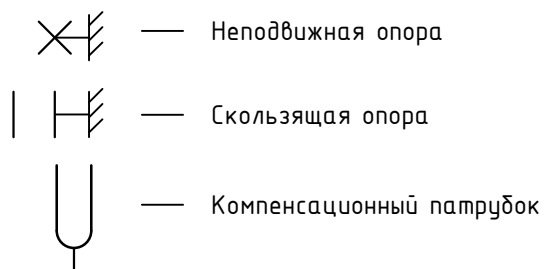 — Неподвижная опора
— Скользящая опора
— Компенсационный патрубок